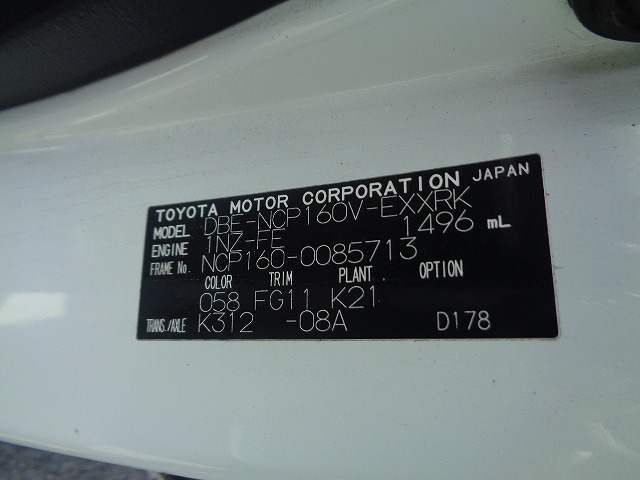 TOYOTA MOTOR CORPORATION JAPAN
MODEL DBE-NCP160V-EXXRK
ENGINE 1NZ-FE 1496 mL
FRAME No. NCP160-0085713
COLOR TRIM PLANT OPTION
058 FG11 K21
TRANS./AXLE K312 -08A D178